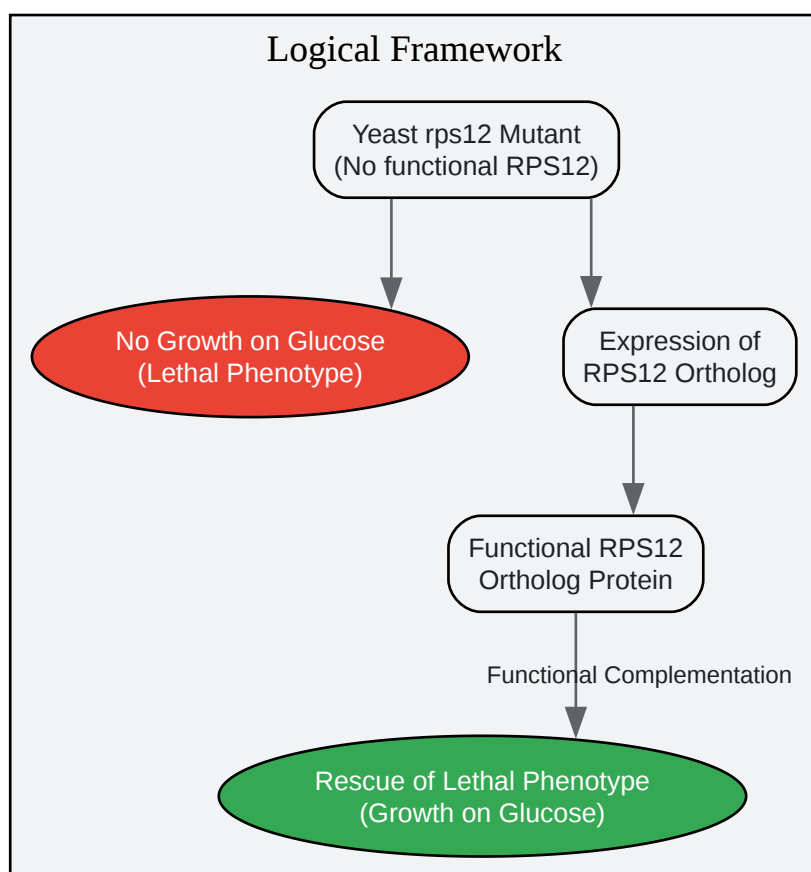 Logical Framework
Yeast rps12 Mutant
(No functional RPS12)
No Growth on Glucose
(Lethal Phenotype)
Expression of
RPS12 Ortholog
Functional RPS12
Ortholog Protein
Functional Complementation
Rescue of Lethal Phenotype
(Growth on Glucose)